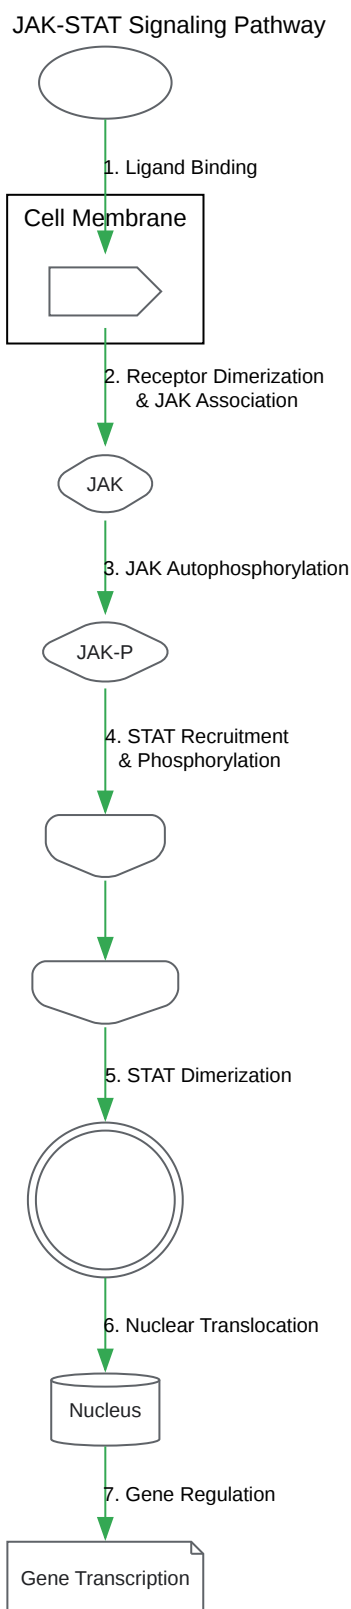 JAK-STAT Signaling Pathway
1. Ligand Binding
Cell Membrane
2. Receptor Dimerization
& JAK Association
JAK
3. JAK Autophosphorylation
JAK-P
4. STAT Recruitment
& Phosphorylation
5. STAT Dimerization
6. Nuclear Translocation
Nucleus
7. Gene Regulation
Gene Transcription